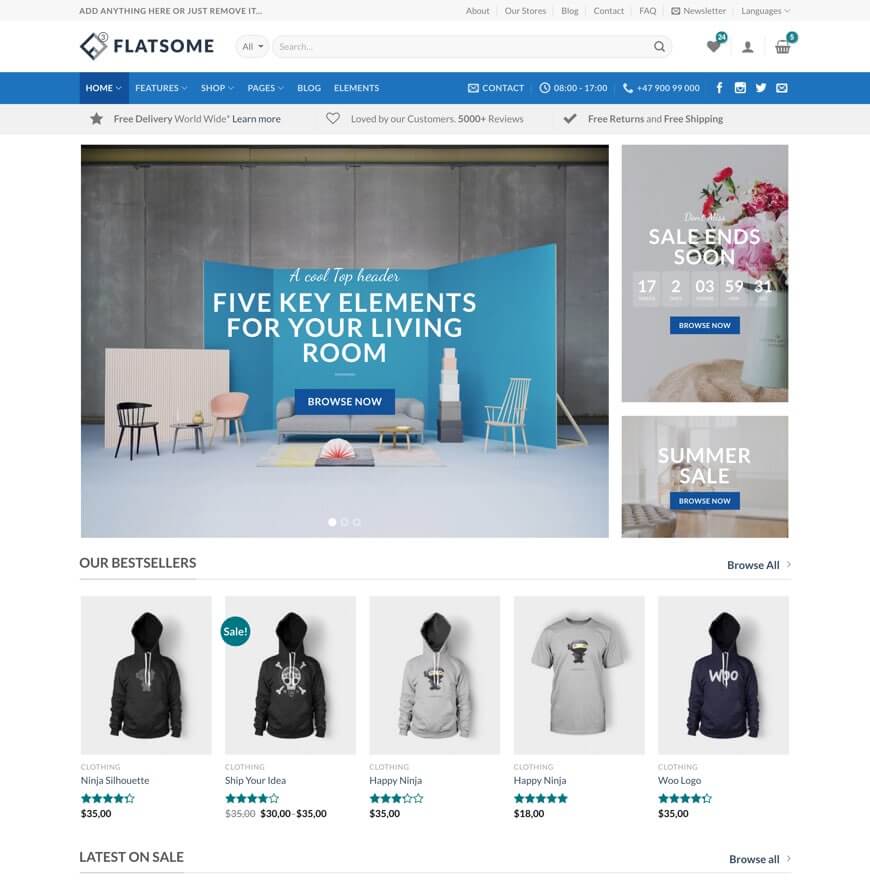 ADD ANYTHING HERE OR JUST REMOVE IT...
About
Our Stores
Blog
Contact
FAQ
Newsletter
Languages
3
FLATSOME
All
Search...
24
5
HOME
FEATURES
SHOP
PAGES
BLOG
ELEMENTS
CONTACT
08:00 - 17:00
+47 900 99 000
Free Delivery World Wide* Learn more
Loved by our Customers. 5000+ Reviews
Free Returns and Free Shipping
A cool Top header
FIVE KEY ELEMENTS
FOR YOUR LIVING
ROOM
BROWSE NOW
Don't Miss
SALE ENDS
SOON
17 2 03 59 31
BROWSE NOW
SUMMER
SALE
BROWSE NOW
OUR BESTSELLERS
Browse All
Sale!
Woo
CLOTHING
Ninja Silhouette
$35,00
CLOTHING
Ship Your Idea
$35,00 $30,00–$35,00
CLOTHING
Happy Ninja
$35,00
CLOTHING
Happy Ninja
$18,00
CLOTHING
Woo Logo
$35,00
LATEST ON SALE
Browse all